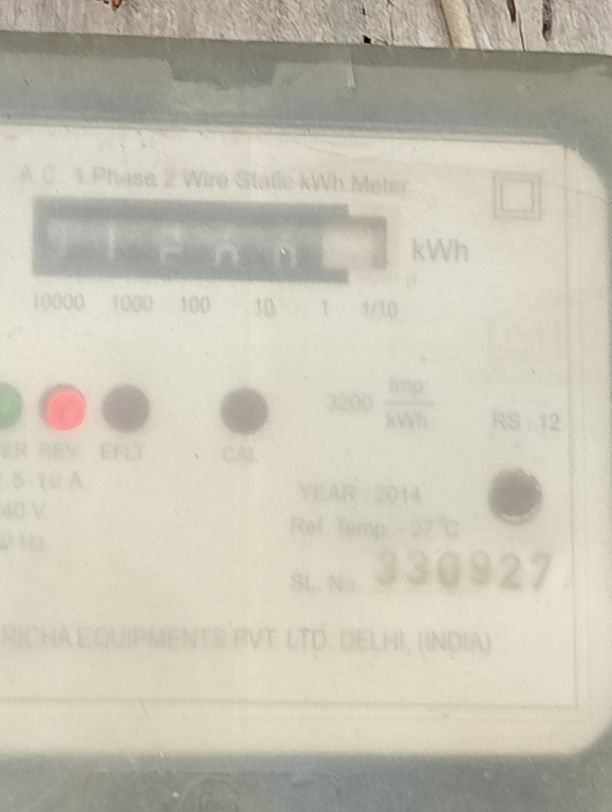 A.C. 1 Phase 2 Wire Static kWh Meter
kWh
10000 1000 100 10 1 1/10
3200 Imp
kWh
RS : 12
ER REV EFLT CAL
.5-10 A
40 V
YEAR : 2014
Ref. Temp. - 27°C
SL. No 330927
RICHA EQUIPMENTS PVT. LTD. DELHI, (INDIA)